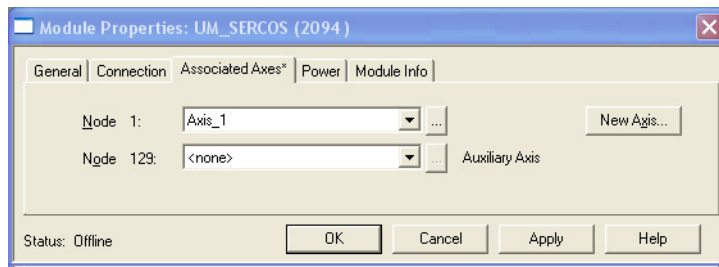 Module Properties: UM_SERCOS (2094)
General Connection Associated Axes* Power Module Info
Node 1: Axis_1 ... New Axis...
Node 129: <none> ... Auxiliary Axis
Status: Offline OK Cancel Apply Help